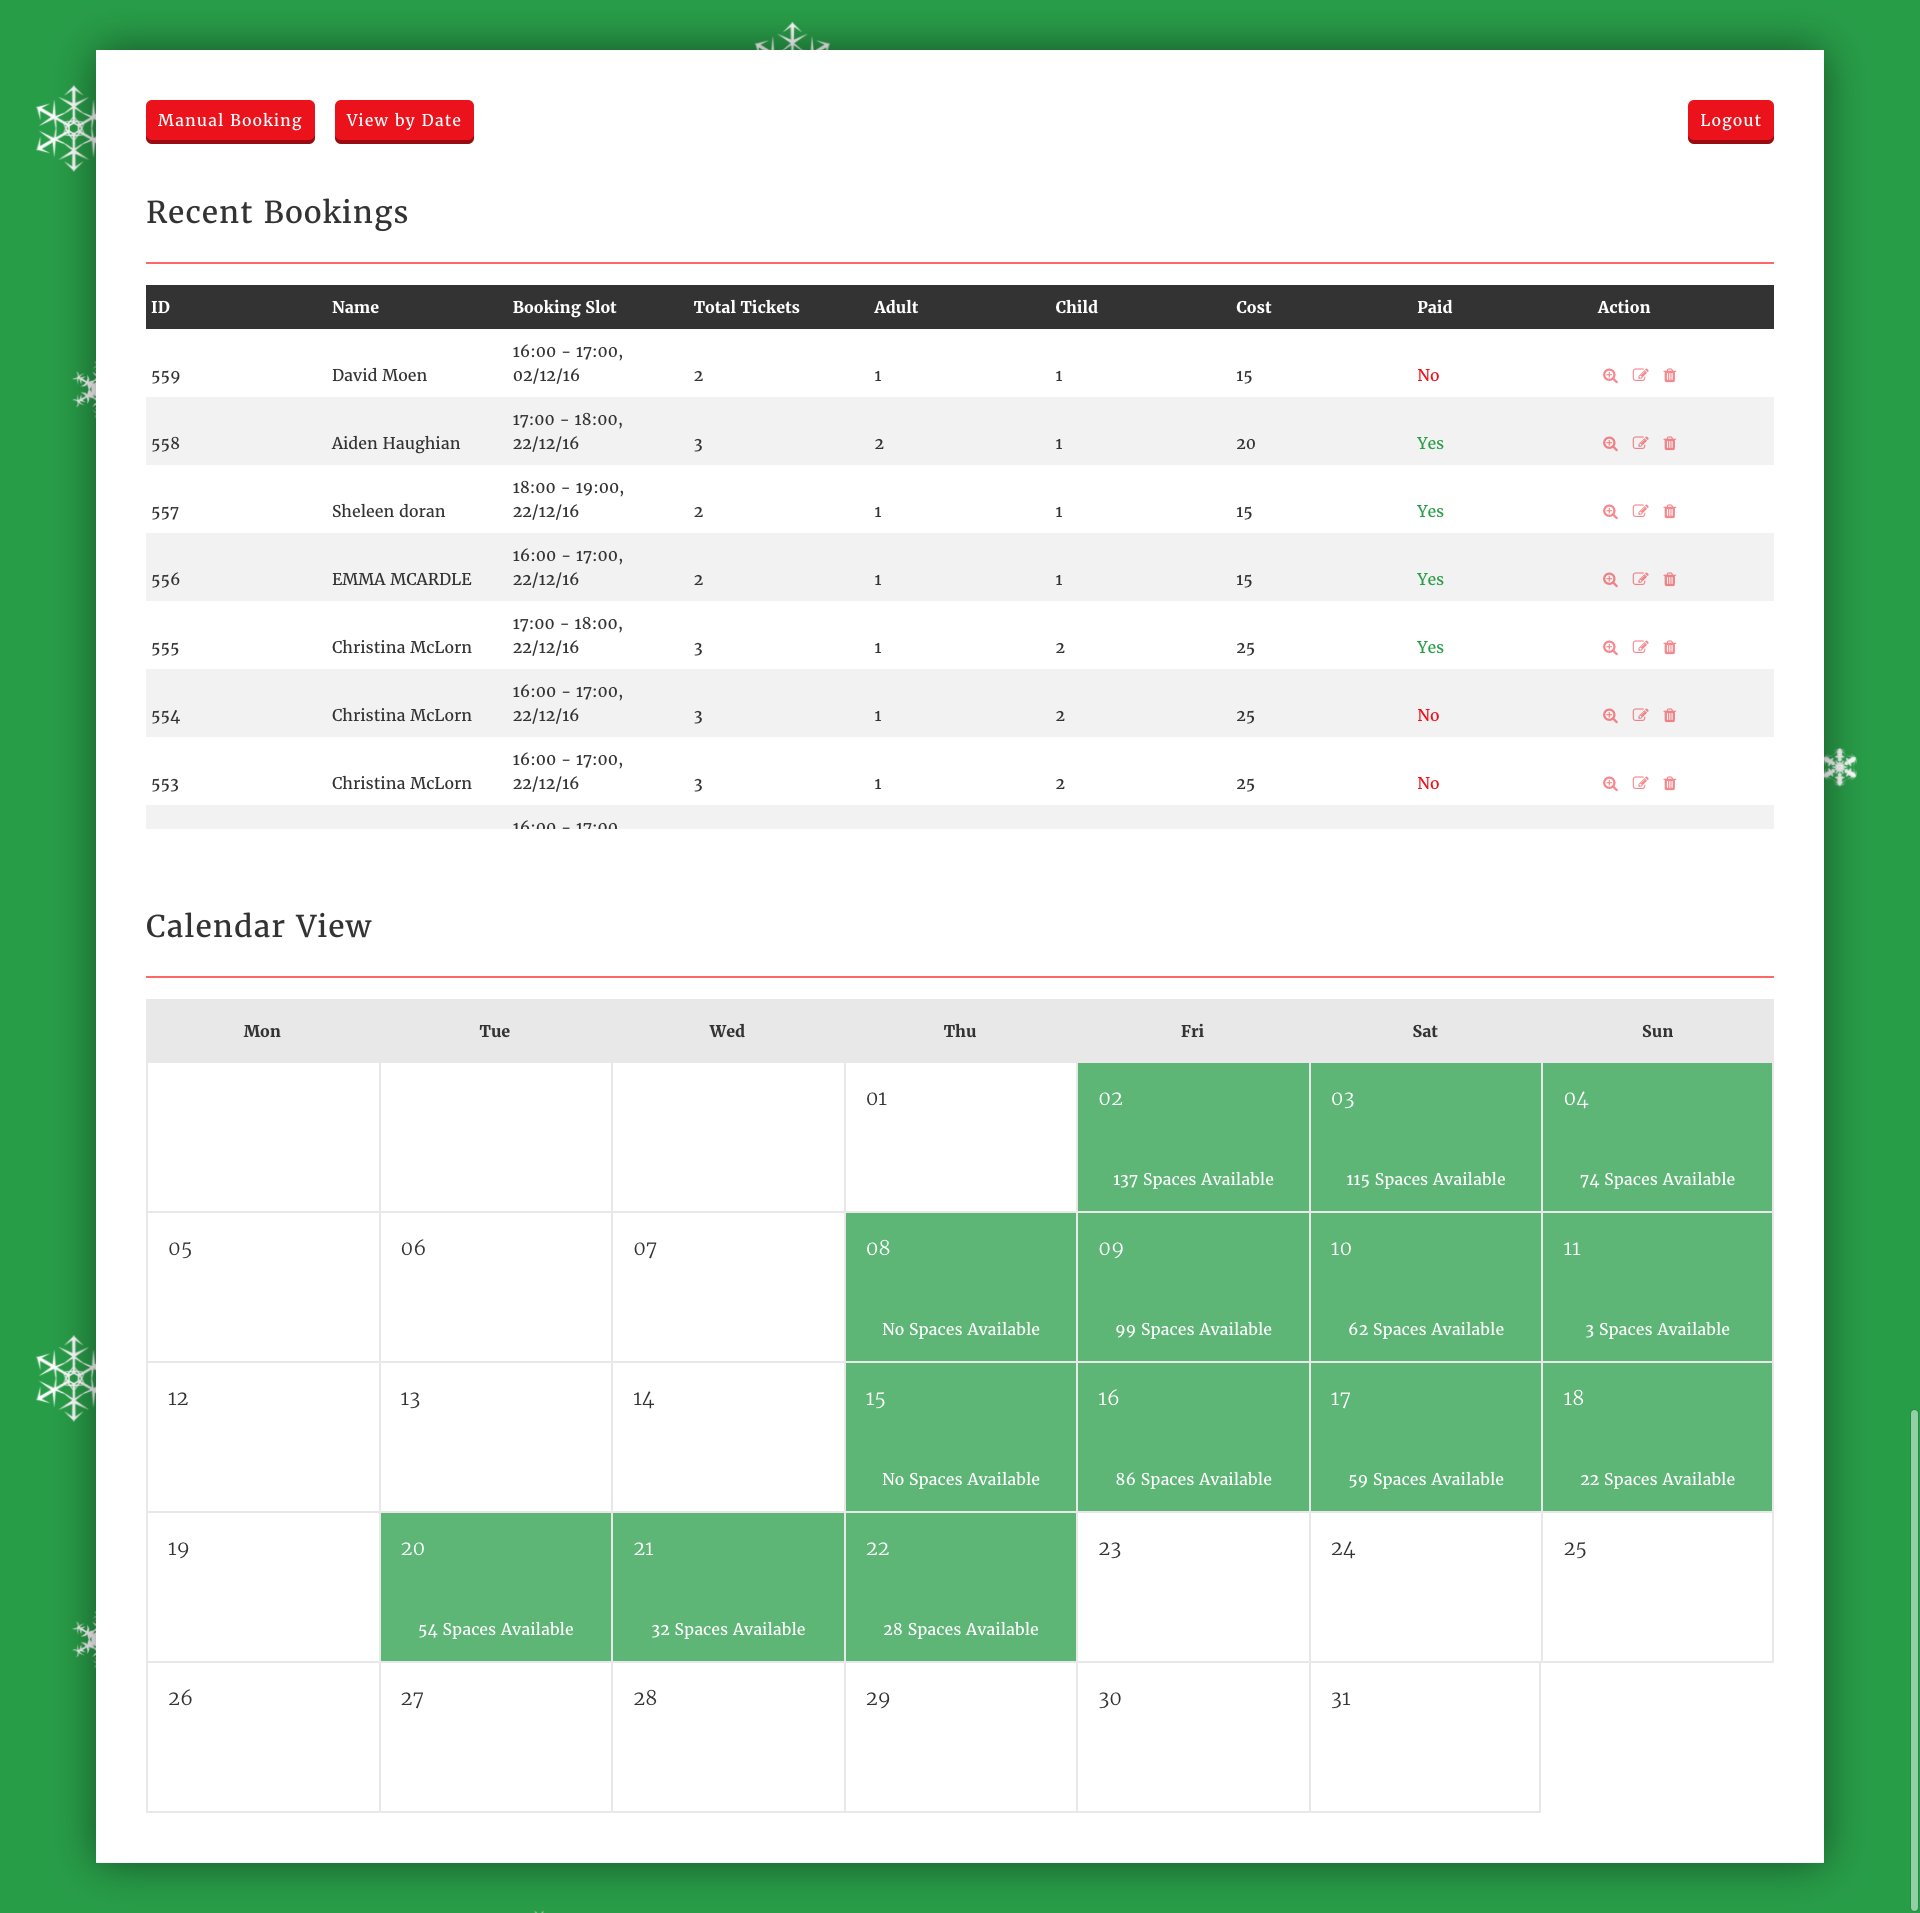 Manual Booking View by Date Logout
Recent Bookings
ID Name Booking Slot Total Tickets Adult Child Cost Paid Action
16:00 - 17:00,
559 David Moen 02/12/16 2 1 1 15 No
17:00 - 18:00,
558 Aiden Haughian 22/12/16 3 2 1 20 Yes
18:00 - 19:00,
557 Sheleen doran 22/12/16 2 1 1 15 Yes
16:00 - 17:00,
556 EMMA MCARDLE 22/12/16 2 1 1 15 Yes
17:00 - 18:00,
555 Christina McLorn 22/12/16 3 1 2 25 Yes
16:00 - 17:00,
554 Christina McLorn 22/12/16 3 1 2 25 No
16:00 - 17:00,
553 Christina McLorn 22/12/16 3 1 2 25 No
16:00 - 17:00
Calendar View
Mon Tue Wed Thu Fri Sat Sun
01 02 03 04
137 Spaces Available 115 Spaces Available 74 Spaces Available
05 06 07 08 09 10 11
No Spaces Available 99 Spaces Available 62 Spaces Available 3 Spaces Available
12 13 14 15 16 17 18
No Spaces Available 86 Spaces Available 59 Spaces Available 22 Spaces Available
19 20 21 22 23 24 25
54 Spaces Available 32 Spaces Available 28 Spaces Available
26 27 28 29 30 31